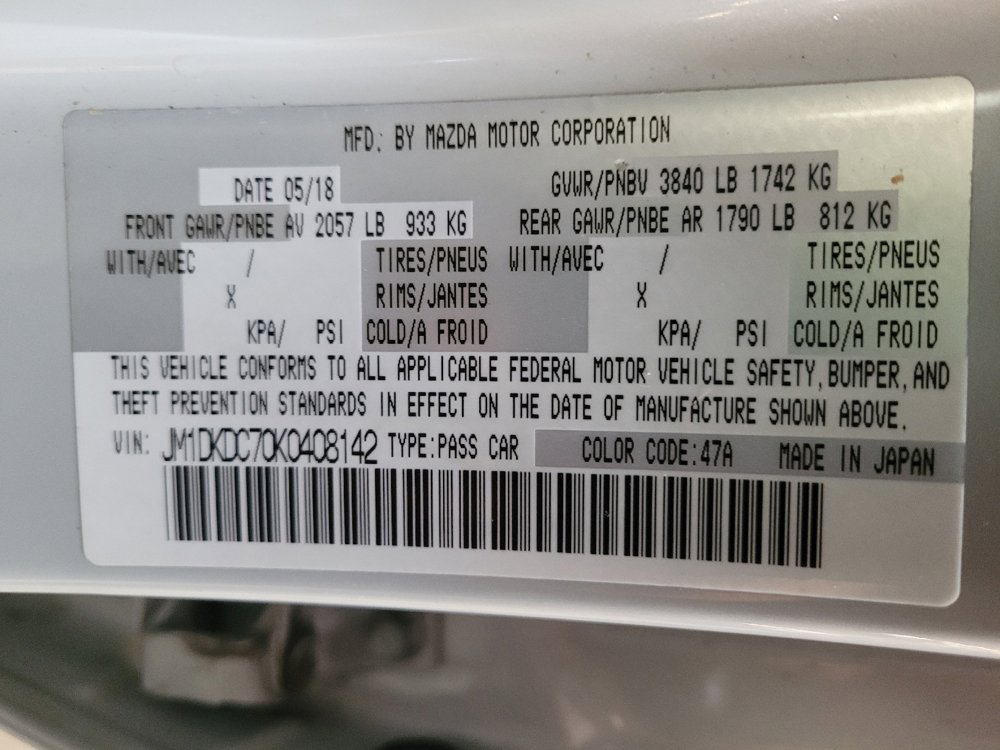 MFD; BY MAZDA MOTOR CORPORATION
DATE 05/18 GVWR/PNBV 3840 LB 1742 KG
FRONT GAWR/PNBE AV 2057 LB 933 KG REAR GAWR/PNBE AR 1790 LB 812 KG
WITH/AVEC / TIRES/PNEUS WITH/AVEC / TIRES/PNEUS
X RIMS/JANTES X RIMS/JANTES
KPA/ PSI COLD/A FROID KPA/ PSI COLD/A FROID
THIS VEHICLE CONFORMS TO ALL APPLICABLE FEDERAL MOTOR VEHICLE SAFETY, BUMPER, AND
THEFT PREVENTION STANDARDS IN EFFECT ON THE DATE OF MANUFACTURE SHOWN ABOVE.
VIN: JM1DKDC70K0408142 TYPE:PASS CAR COLOR CODE:47A MADE IN JAPAN